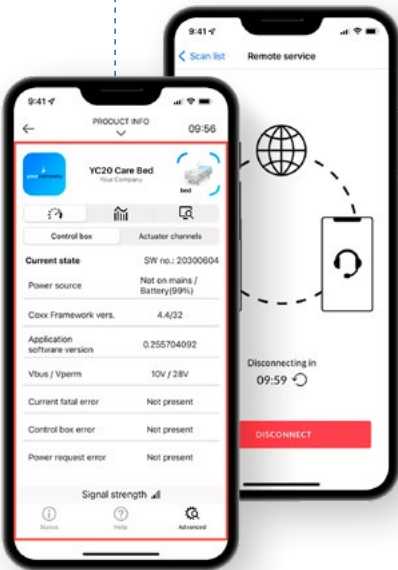 9:41
Scan list Remote service
Disconnecting in
09:59
DISCONNECT
9:41
PRODUCT INFO
09:56
your company
YC20 Care Bed
Your Company
bed
Control box Actuator channels
Current state SW no.: 20300604
Power source Not on mains /
Battery(99%)
Coxx Framework vers. 4.4/32
Application
software version 0.255704092
Vbus / Vperm 10V / 28V
Current fatal error Not present
Control box error Not present
Power request error Not present
Signal strength
Status Help Advanced